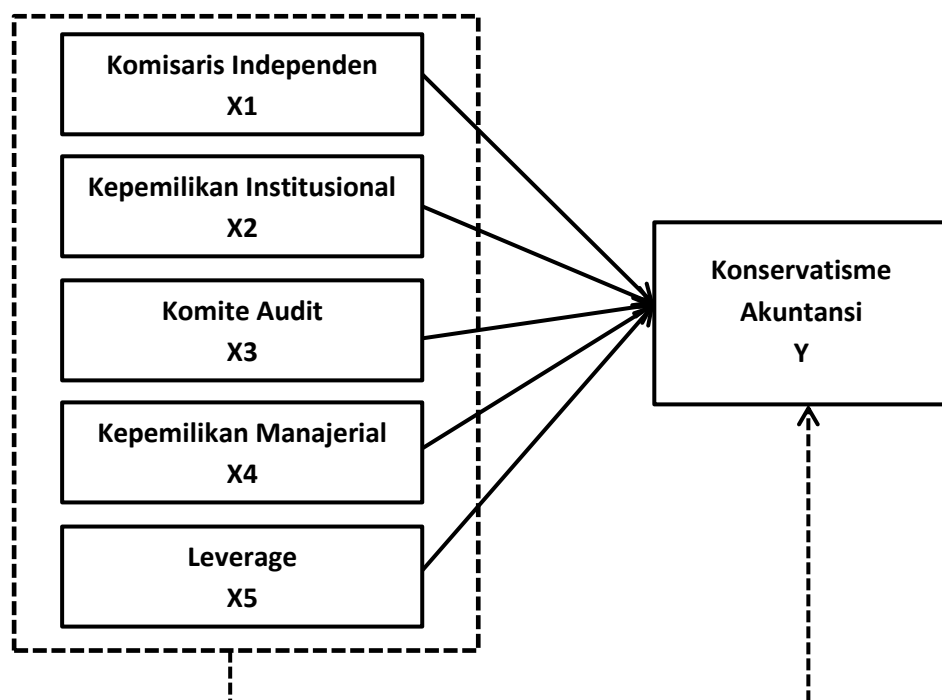 Komisaris Independen
X1
Kepemilikan Institusional
X2
Komite Audit
X3
Kepemilikan Manajerial
X4
Leverage
X5
Konservatisme
Akuntansi
Y